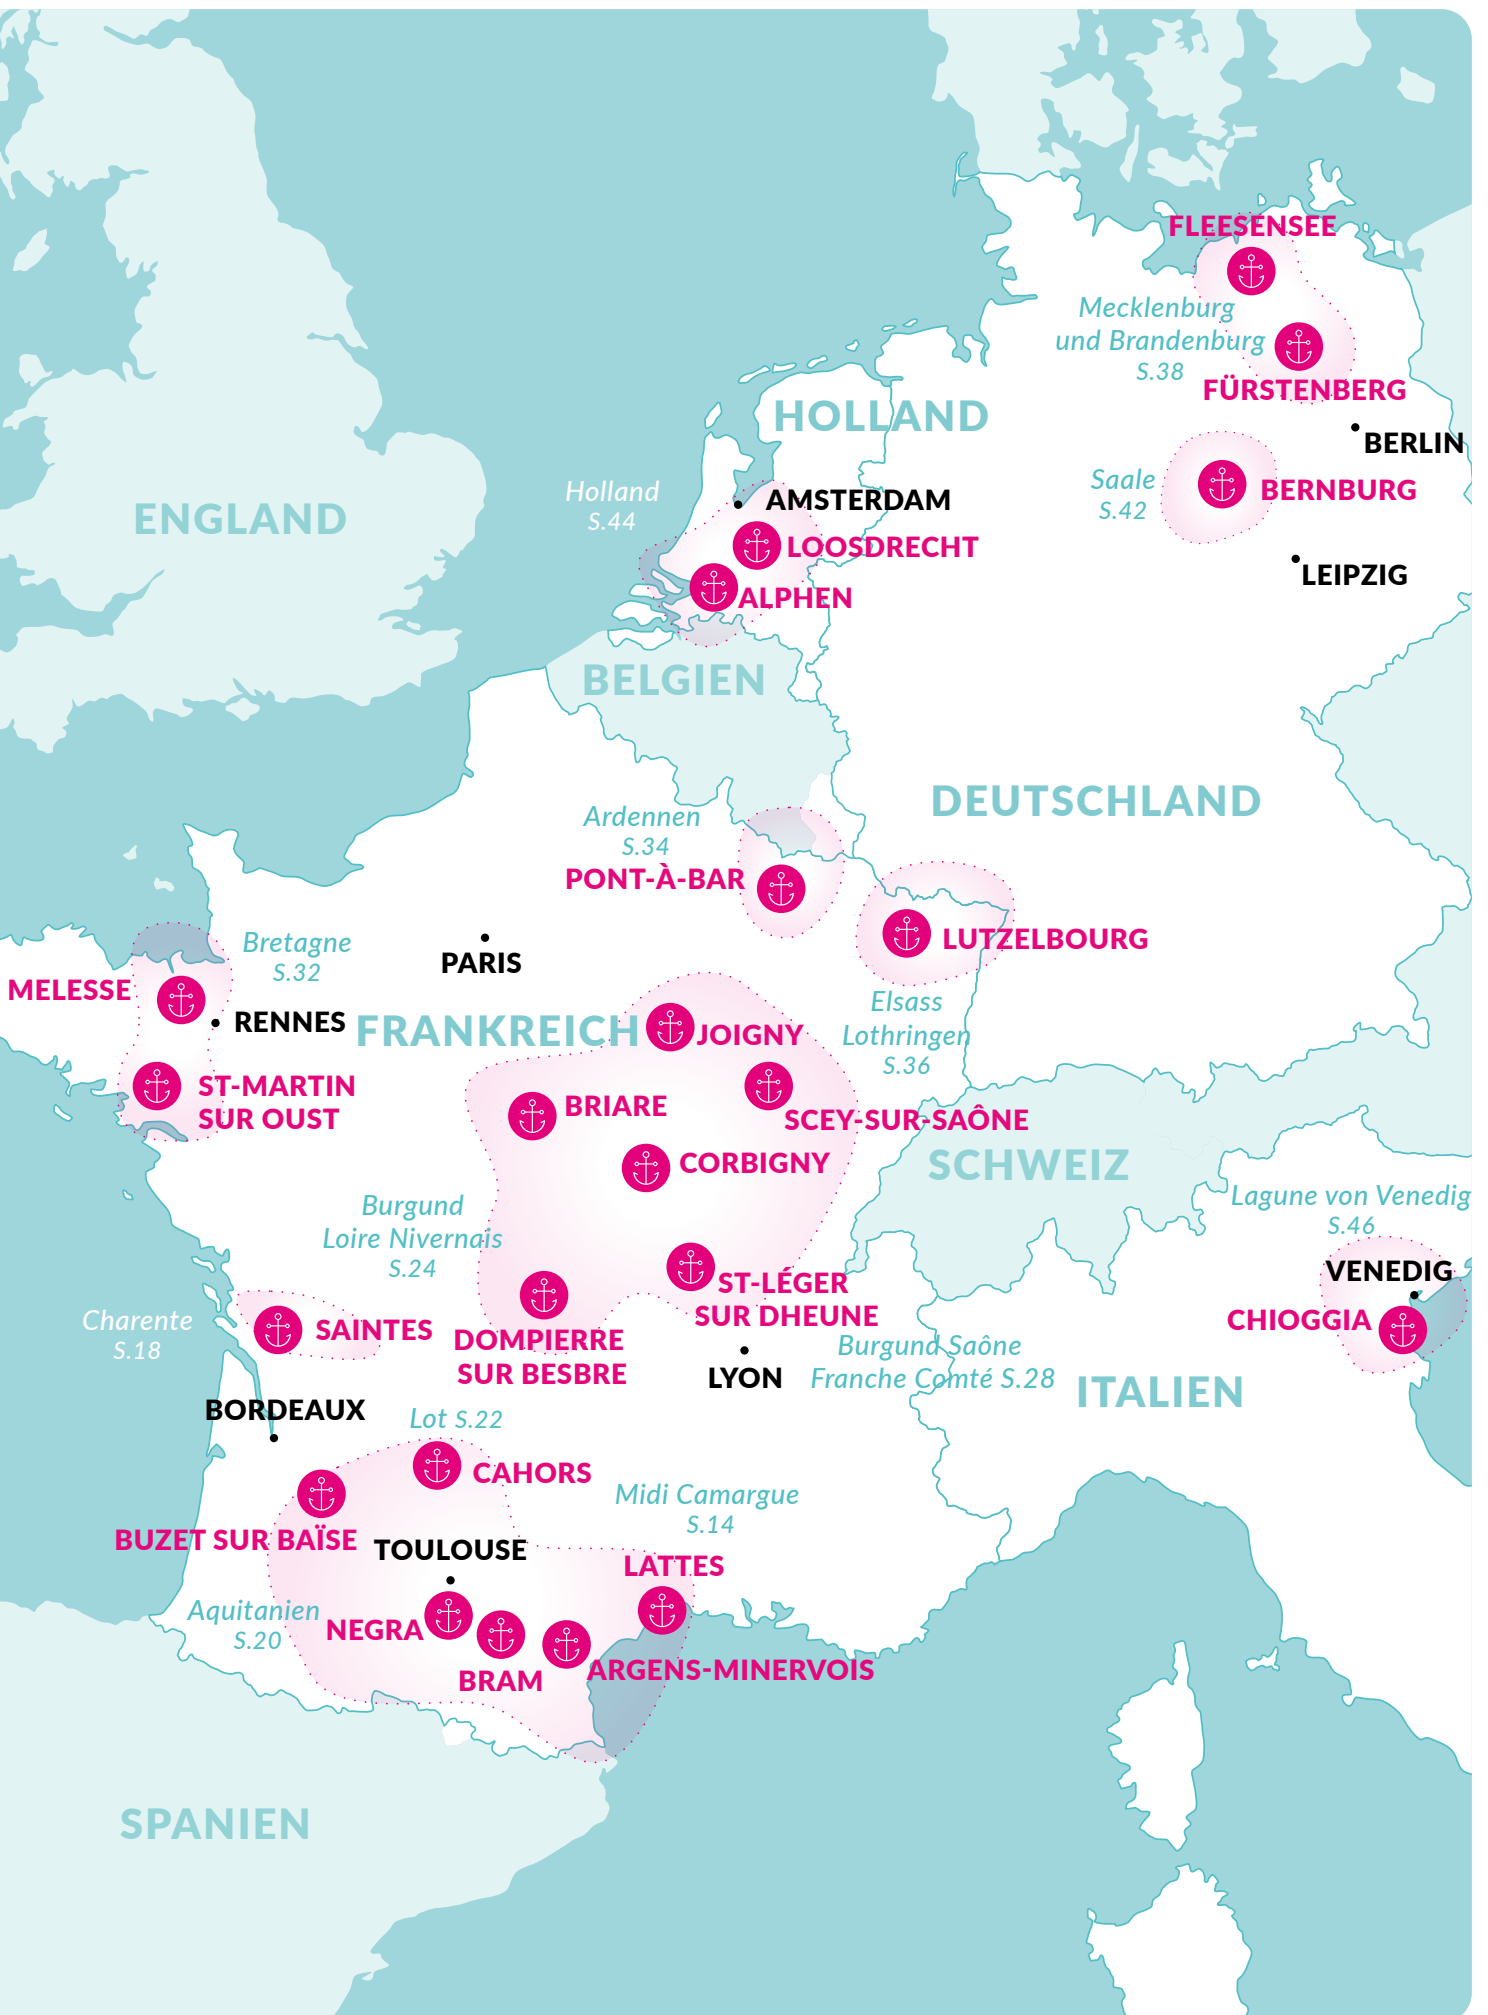 FLEESENSEE
Mecklenburg
und Brandenburg
S.38
FÜRSTENBERG
HOLLAND
BERLIN
Saale
S.42
BERNBURG
Holland
S.44
AMSTERDAM
ENGLAND
LOOSDRECHT
LEIPZIG
ALPHEN
BELGIEN
DEUTSCHLAND
Ardennen
S.34
PONT-À-BAR
LUTZELBOURG
Bretagne
S.32
PARIS
MELESSE
RENNES
FRANKREICH
JOIGNY
Elsass
Lothringen
S.36
ST-MARTIN
SUR OUST
BRIARE
SCEY-SUR-SAÔNE
CORBIGNY
SCHWEIZ
Burgund
Loire Nivernais
S.24
Lagune von Venedig
S.46
VENEDIG
CHIOGGIA
ST-LÉGER
SUR DHEUNE
Charente
S.18
SAINTES
DOMPIERRE
SUR BESBRE
LYON
Burgund Saône
Franche Comté S.28
ITALIEN
BORDEAUX
Lot S.22
CAHORS
Midi Camargue
S.14
BUZET SUR BAÏSE
TOULOUSE
LATTES
Aquitanien
S.20
NEGRA
BRAM
ARGENS-MINERVOIS
SPANIEN